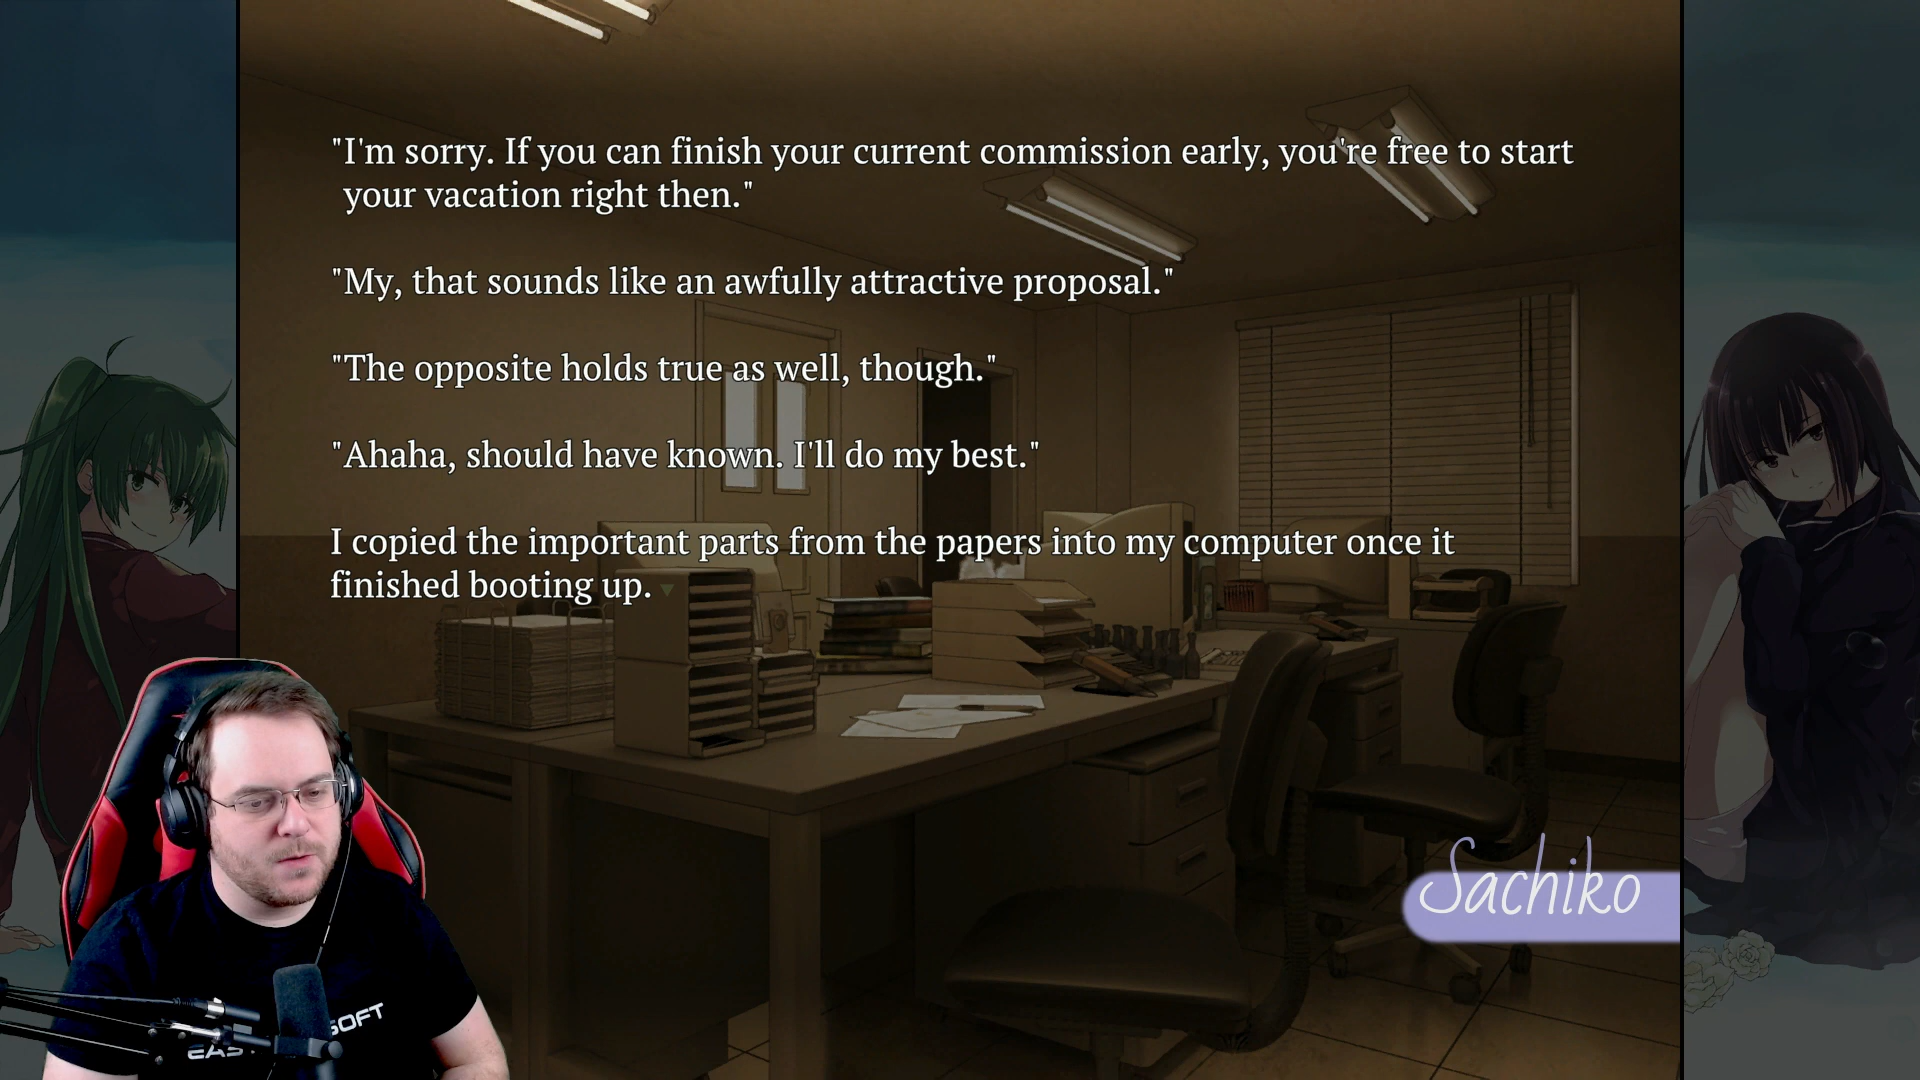 "I'm sorry. If you can finish your current commission early, you're free to start
your vacation right then."
"My, that sounds like an awfully attractive proposal."
"The opposite holds true as well, though."
"Ahaha, should have known. I'll do my best."
I copied the important parts from the papers into my computer once it
finished booting up.
Sachiko